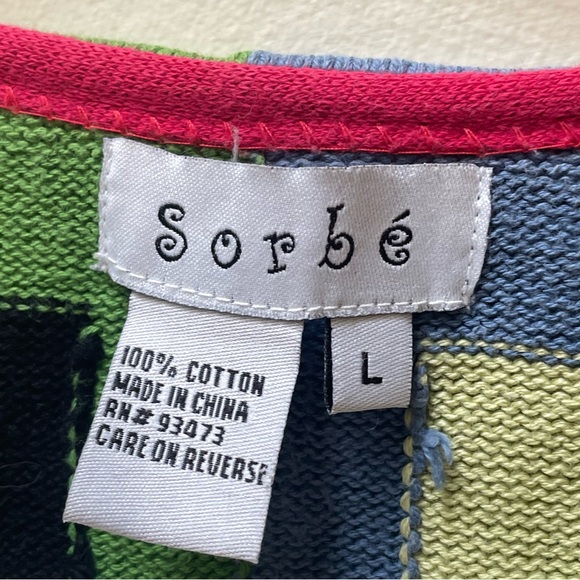 Sorbé
L
100% COTTON
MADE IN CHINA
RN# 93473
CARE ON REVERSE